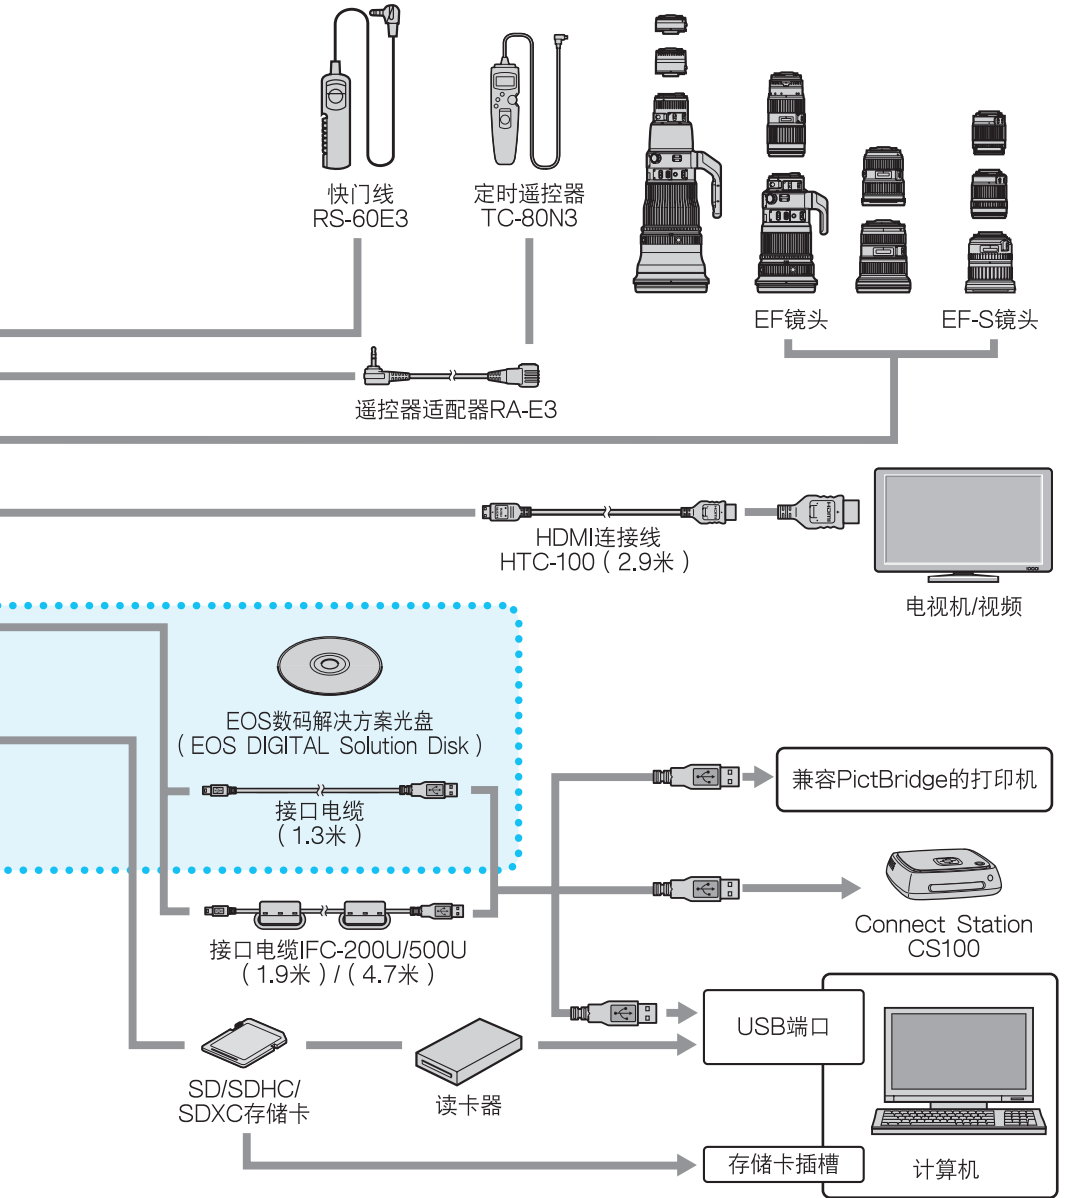 快门线
RS-60E3
定时遥控器
TC-80N3
EF镜头
EF-S镜头
遥控器适配器RA-E3
HDMI连接线
HTC-100（2.9米）
电视机/视频
EOS数码解决方案光盘
（EOS DIGITAL Solution Disk）
接口电缆
（1.3米）
兼容PictBridge的打印机
Connect Station
CS100
接口电缆IFC-200U/500U
（1.9米）/（4.7米）
USB端口
SD/SDHC/
SDXC存储卡
读卡器
存储卡插槽
计算机